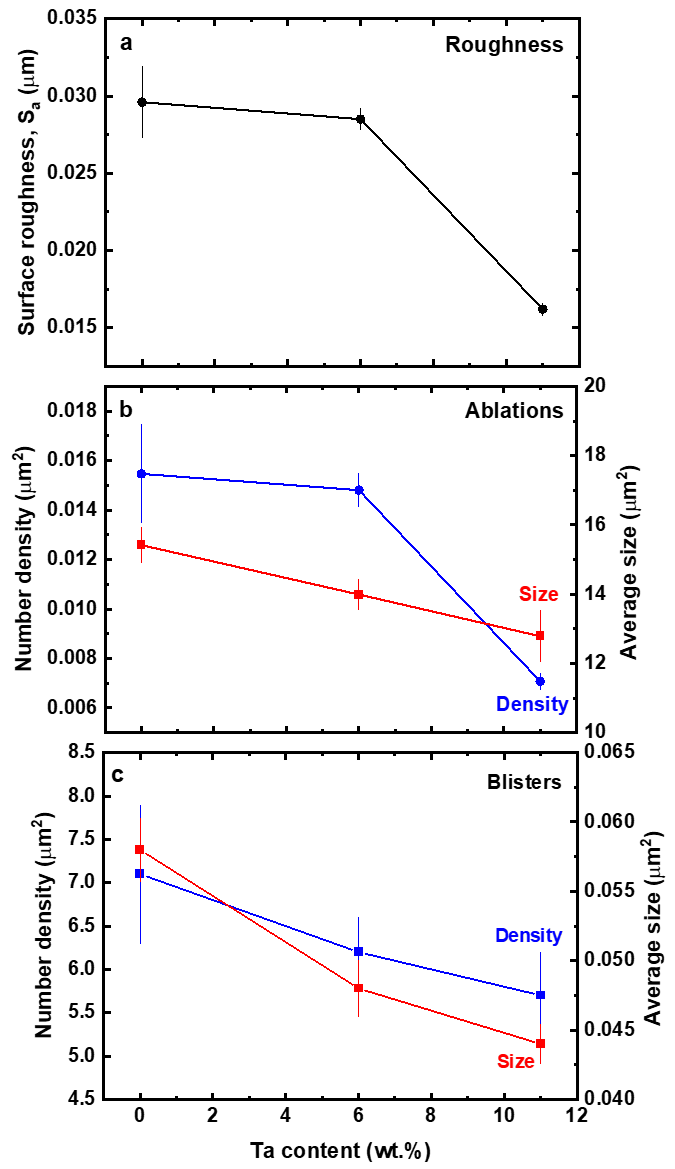 a
Roughness
Surface roughness, Sa (μm)
0.035
0.030
0.025
0.020
0.015
b
Ablations
Number density (μm2)
0.018
0.016
0.014
0.012
0.010
0.008
0.006
Size
Density
20
18
16
14
12
10
Average size (μm2)
c
Blisters
Number density (μm2)
8.5
8.0
7.5
7.0
6.5
6.0
5.5
5.0
4.5
Density
Size
0.065
0.060
0.055
0.050
0.045
0.040
Average size (μm2)
0 2 4 6 8 10 12
Ta content (wt.%)